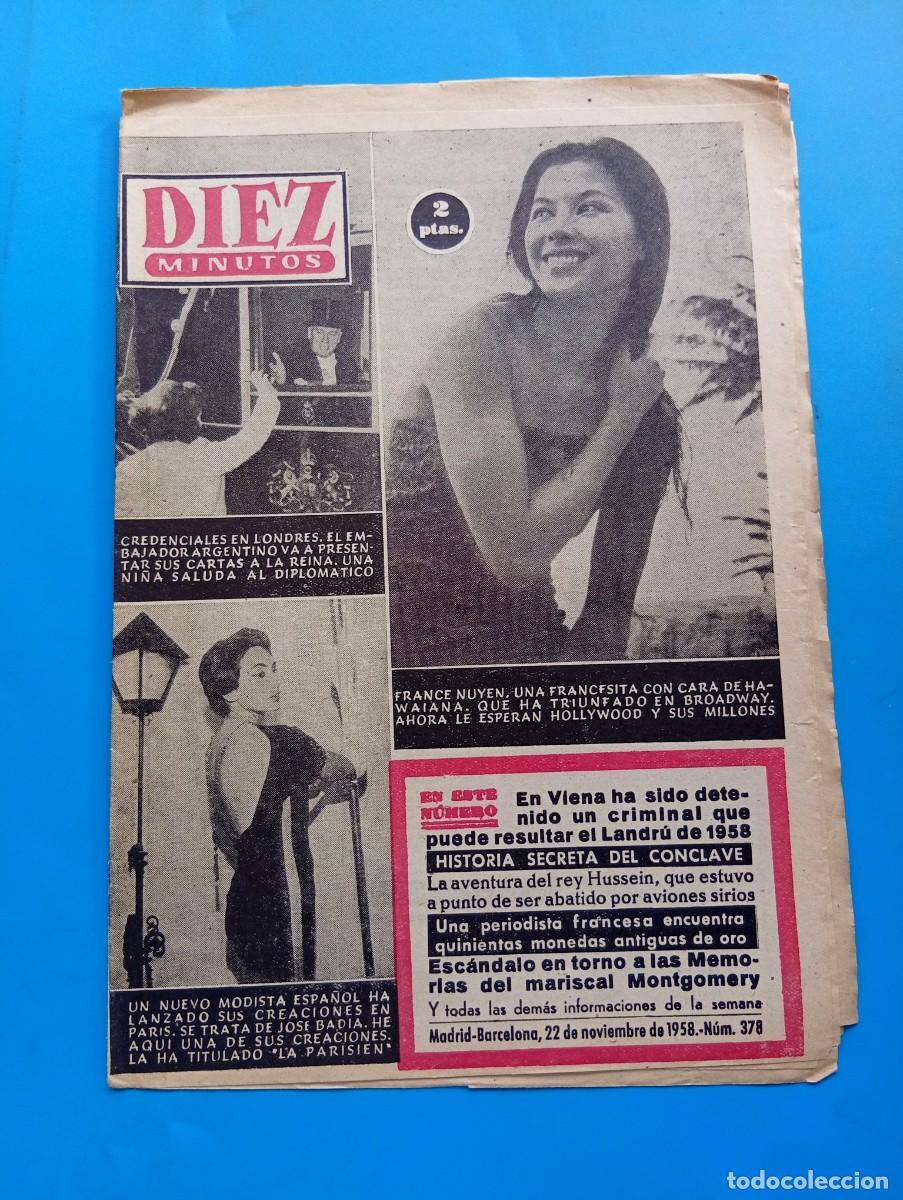 DIEZ
MINUTOS
2
ptas.
CREDENCIALES EN LONDRES. EL EM-
BAJADOR ARGENTINO VA A PRESEN-
TAR SUS CARTAS A LA REINA. UNA
NIÑA SALUDA AL DIPLOMATICO
FRANCE NUYEN, UNA FRANCESITA CON CARA DE HA-
WAIANA. QUE HA TRIUNFADO EN BROADWAY.
AHORA LE ESPERAN HOLLYWOOD Y SUS MILLONES
UN NUEVO MODISTA ESPAÑOL HA
LANZADO SUS CREACIONES EN
PARIS. SE TRATA DE JOSE BADIA. HE
AQUI UNA DE SUS CREACIONES.
LA HA TITULADO "LA PARISIEN"
EN ESTE
NÚMERO
En Viena ha sido dete-
nido un criminal que
puede resultar el Landrú de 1958
HISTORIA SECRETA DEL CONCLAVE
La aventura del rey Hussein, que estuvo
a punto de ser abatido por aviones sirios
Una periodista francesa encuentra
quinientas monedas antiguas de oro
Escándalo en torno a las Memo-
rias del mariscal Montgomery
Y todas las demás informaciones de la semana
Madrid-Barcelona, 22 de noviembre de 1958.-Núm. 378
todocoleccion